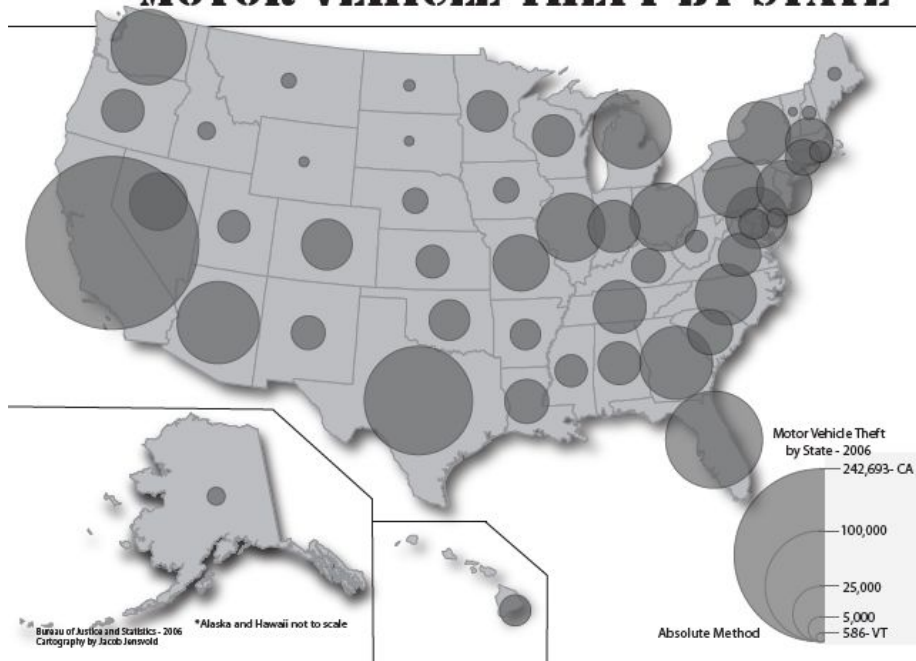 MOTOR VEHICLE THEFT BY STATE
Motor Vehicle Theft
by State - 2006
242,693- CA
100,000
25,000
5,000
586- VT
Absolute Method
*Alaska and Hawaii not to scale
Bureau of Justice and Statistics - 2006
Cartography by Jacob Jensvold